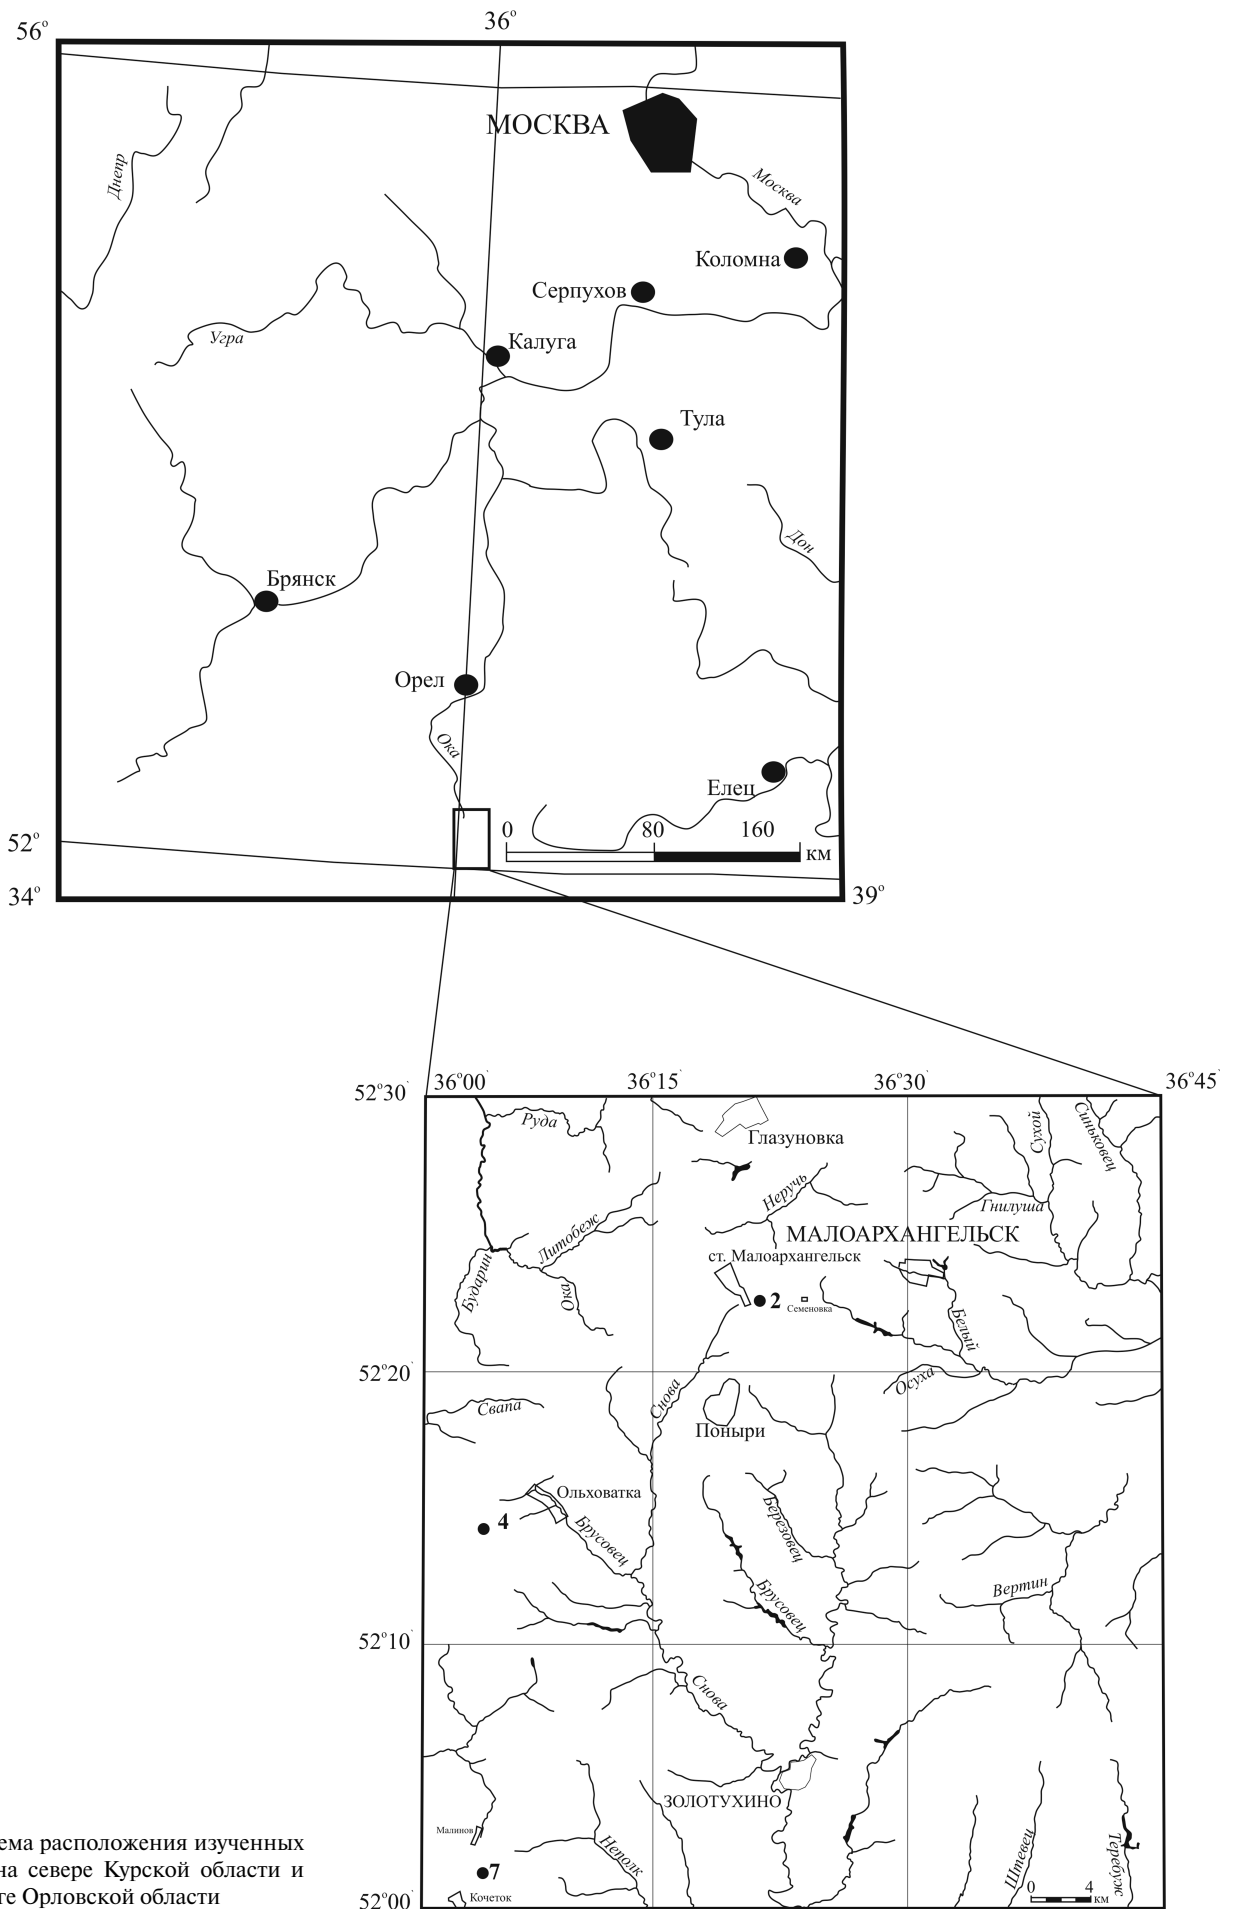 56°
36°
МОСКВА
Днепр
Москва
Коломна
Серпухов
Угра
Калуга
Тула
Дон
Брянск
Орел
Ока
Елец
0 80 160
км
52°
34°
39°
52°30'
36°00'
36°15'
36°30'
36°45'
Руда
Глазуновка
Сухой
Синьковец
Неручь
Гнилуша
Литобеж
МАЛОАРХАНГЕЛЬСК
ст. Малоархангельск
Бударин
Ока
2
Семеновка
Белый
52°20'
Осуха
Снова
Свапа
Поныри
Ольховатка
4
Брусовец
Березовец
Вертин
Брусовец
52°10'
Снова
ЗОЛОТУХИНО
Малинов
Неполк
Штевец
Теребуж
7
Кочеток
0 4
км
52°00'
ема расположения изученных
на севере Курской области и
ге Орловской области